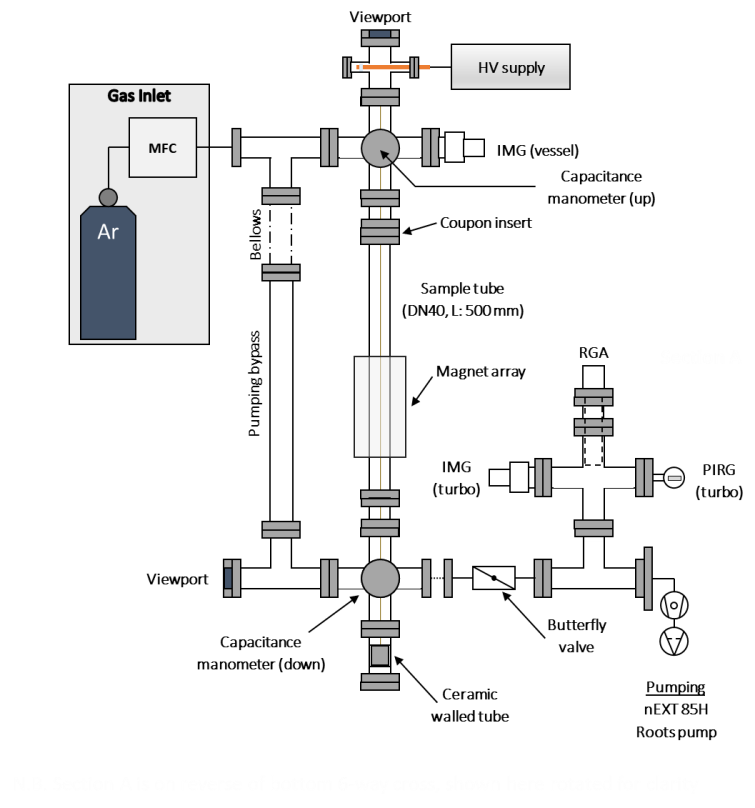 Viewport
HV supply
Gas Inlet
MFC
IMG (vessel)
Capacitance
manometer (up)
Ar
Bellows
Coupon insert
Sample tube
(DN40, L: 500 mm)
Pumping bypass
Magnet array
RGA
IMG
(turbo)
PIRG
(turbo)
Viewport
Butterfly
valve
Capacitance
manometer (down)
Ceramic
walled tube
Pumping
nEXT 85H
Roots pump